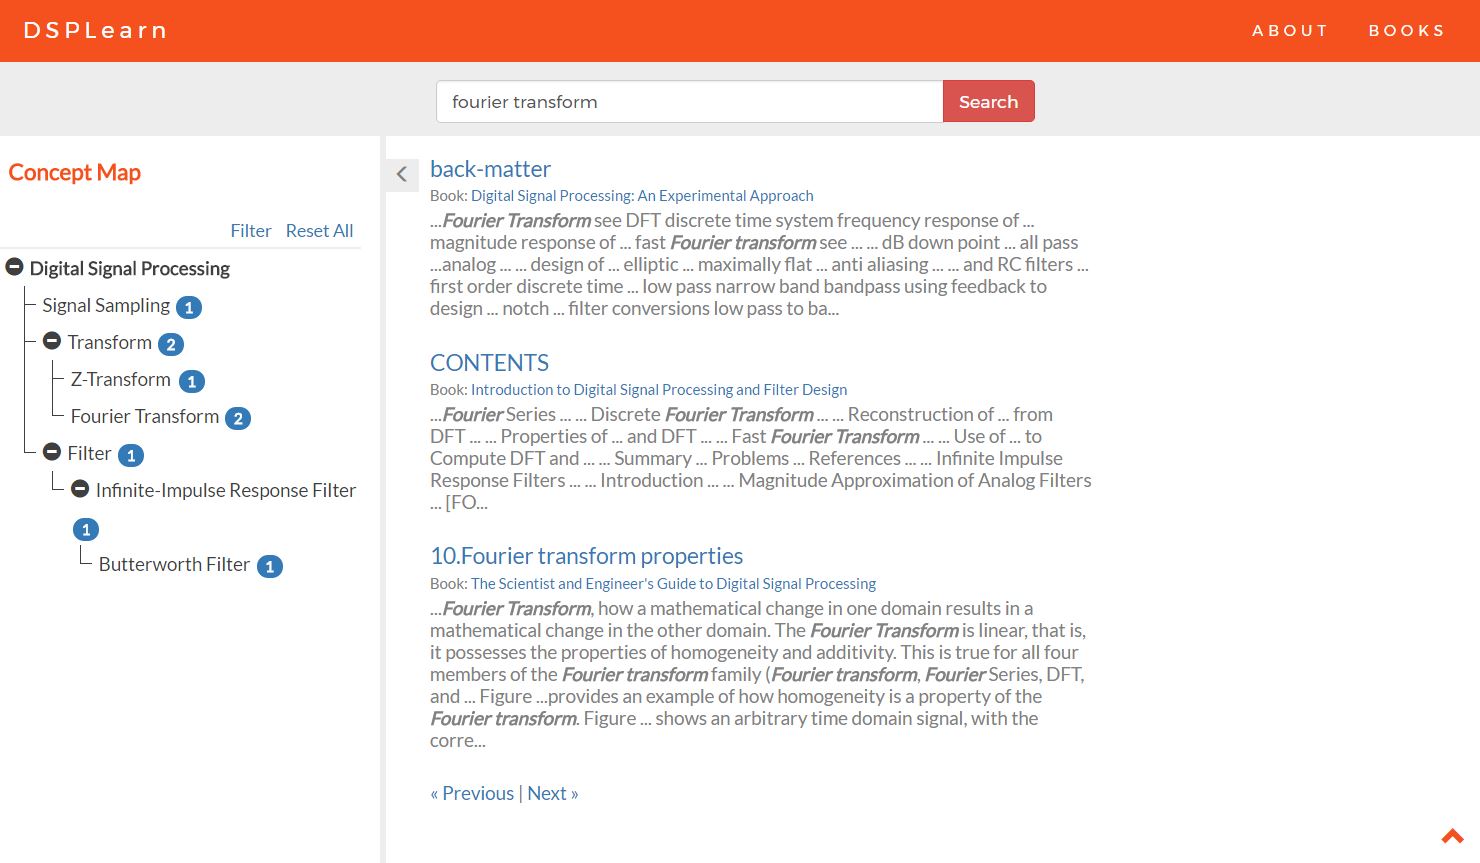 DSPLearn
ABOUT
BOOKS
fourier transform
Search
Concept Map
Filter
Reset All
Digital Signal Processing
Signal Sampling 1
Transform 2
Z-Transform 1
Fourier Transform 2
Filter 1
Infinite-Impulse Response Filter
1
Butterworth Filter 1
back-matter
Book: Digital Signal Processing: An Experimental Approach
...Fourier Transform see DFT discrete time system frequency response of ...
magnitude response of ... fast Fourier transform see ... ... dB down point ... all pass
...analog ... ... design of ... elliptic ... maximally flat ... anti aliasing ... ... and RC filters ...
first order discrete time ... low pass narrow band bandpass using feedback to
design ... notch ... filter conversions low pass to ba...
CONTENTS
Book: Introduction to Digital Signal Processing and Filter Design
...Fourier Series ... ... Discrete Fourier Transform ... ... Reconstruction of ... from
DFT ... ... Properties of ... and DFT ... ... Fast Fourier Transform ... ... Use of ... to
Compute DFT and ... ... Summary ... Problems ... References ... ... Infinite Impulse
Response Filters ... ... Introduction ... ... Magnitude Approximation of Analog Filters
... [FO...
10.Fourier transform properties
Book: The Scientist and Engineer's Guide to Digital Signal Processing
...Fourier Transform, how a mathematical change in one domain results in a
mathematical change in the other domain. The Fourier Transform is linear, that is,
it possesses the properties of homogeneity and additivity. This is true for all four
members of the Fourier transform family (Fourier transform, Fourier Series, DFT,
and ... Figure ...provides an example of how homogeneity is a property of the
Fourier transform. Figure ... shows an arbitrary time domain signal, with the
corre...
« Previous | Next »